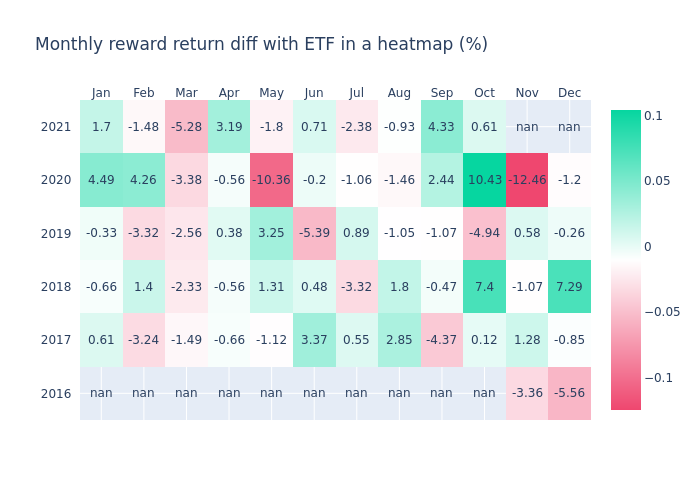 Monthly reward return diff with ETF in a heatmap (%)
Jan Feb Mar Apr May Jun Jul Aug Sep Oct Nov Dec
2021 1.7 -1.48 -5.28 3.19 -1.8 0.71 -2.38 -0.93 4.33 0.61 nan nan
2020 4.49 4.26 -3.38 -0.56 -10.36 -0.2 -1.06 -1.46 2.44 10.43 -12.46 -1.2
2019 -0.33 -3.32 -2.56 0.38 3.25 -5.39 0.89 -1.05 -1.07 -4.94 0.58 -0.26
2018 -0.66 1.4 -2.33 -0.56 1.31 0.48 -3.32 1.8 -0.47 7.4 -1.07 7.29
2017 0.61 -3.24 -1.49 -0.66 -1.12 3.37 0.55 2.85 -4.37 0.12 1.28 -0.85
2016 nan nan nan nan nan nan nan nan nan nan -3.36 -5.56
0.1
0.05
0
−0.05
−0.1